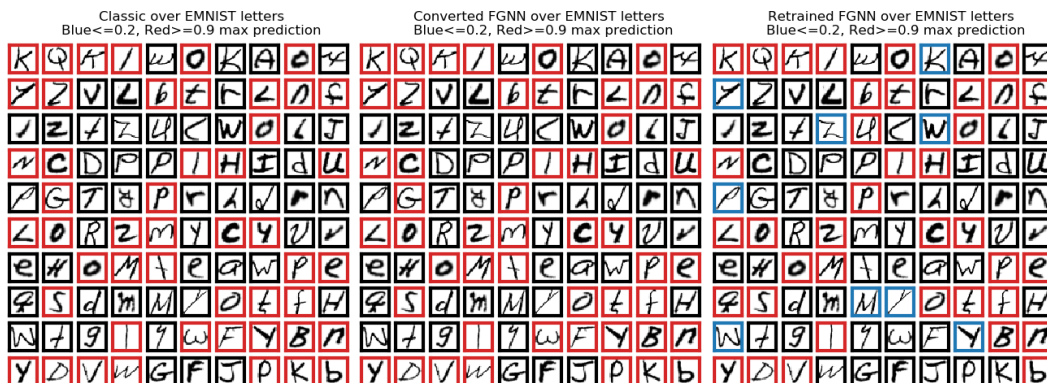 Classic over EMNIST letters
Blue<=0.2, Red>=0.9 max prediction
K Q K I w O K A O
Y Z V L b t r L n f
I Z t Z C W O L J
N C D P P I H I d U
P G T P r h d r n
L O R Z m Y C Y V v
e H O M t e a W P e
S d m M Y O t f H
W t g I y w F Y B n
Y D V W G F J P K b
Converted FGNN over EMNIST letters
Blue<=0.2, Red>=0.9 max prediction
K Q K I w O K A O
Y Z V L b t r L n f
I Z t Z C W O L J
N C D P P I H I d U
P G T P r h d r n
L O R Z m Y C Y V v
e H O M t e a W P e
S d m M Y O t f H
W t g I y w F Y B n
Y D V W G F J P K b
Retrained FGNN over EMNIST letters
Blue<=0.2, Red>=0.9 max prediction
K Q K I w O K A O
Y Z V L b t r L n f
I Z t Z C W O L J
N C D P P I H I d U
P G T P r h d r n
L O R Z m Y C Y V v
e H O M t e a W P e
S d m M Y O t f H
W t g I y w F Y B n
Y D V W G F J P K b